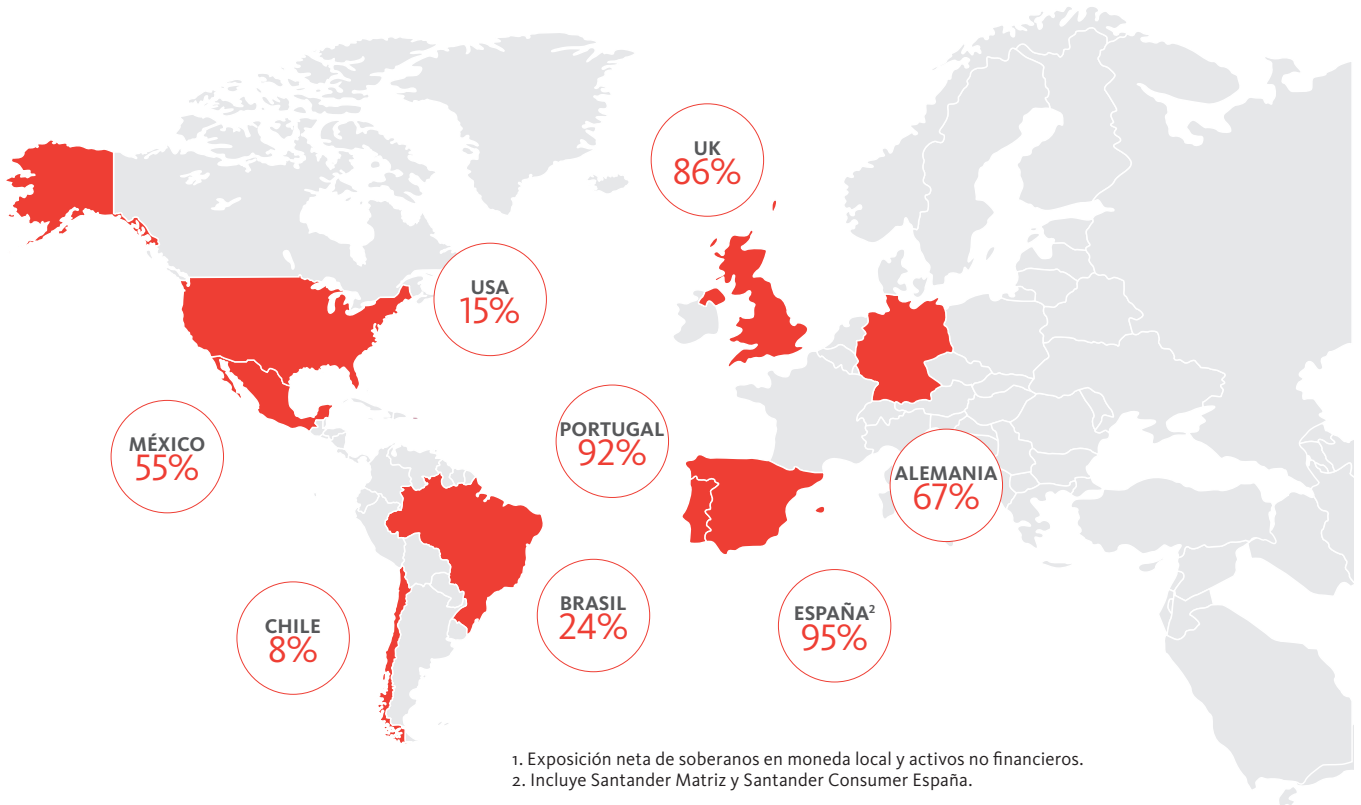 UK
86%
USA
15%
PORTUGAL
92%
MÉXICO
55%
ALEMANIA
67%
BRASIL
24%
ESPAÑA²
95%
CHILE
8%
1. Exposición neta de soberanos en moneda local y activos no financieros.
2. Incluye Santander Matriz y Santander Consumer España.